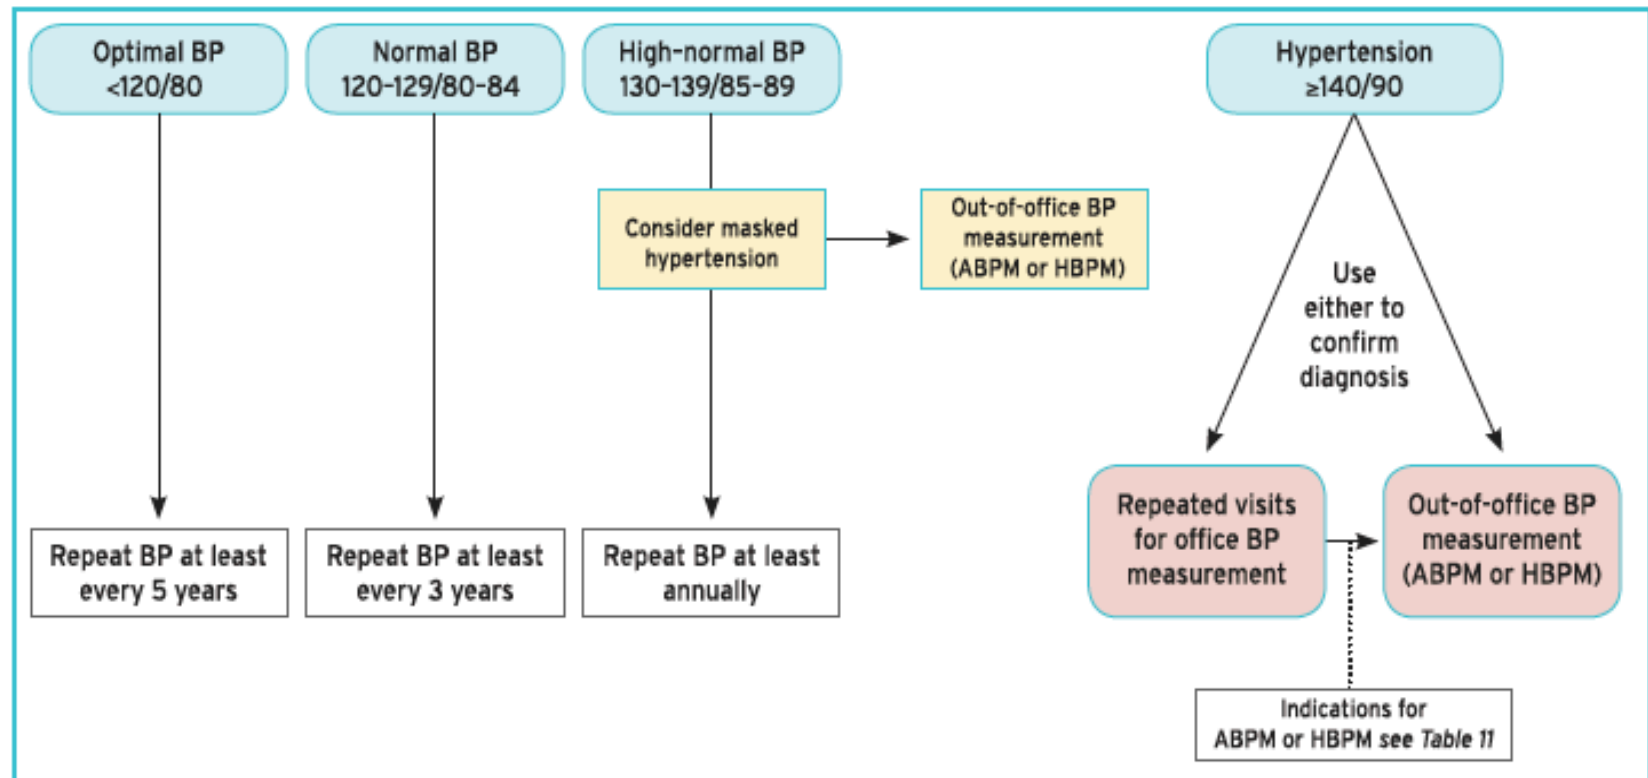 Optimal BP
<120/80
Normal BP
120–129/80–84
High–normal BP
130–139/85–89
Hypertension
≥140/90
Consider masked
hypertension
Out-of-office BP
measurement
(ABPM or HBPM)
Use
either to
confirm
diagnosis
Repeat BP at least
every 5 years
Repeat BP at least
every 3 years
Repeat BP at least
annually
Repeated visits
for office BP
measurement
Out-of-office BP
measurement
(ABPM or HBPM)
Indications for
ABPM or HBPM see Table 11